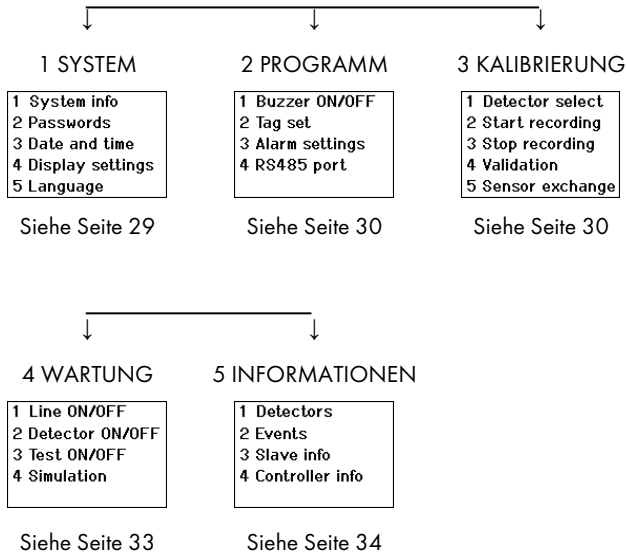 1 SYSTEM
1 System info
2 Passwords
3 Date and time
4 Display settings
5 Language
Siehe Seite 29
2 PROGRAMM
1 Buzzer ON/OFF
2 Tag set
3 Alarm settings
4 RS485 port
Siehe Seite 30
3 KALIBRIERUNG
1 Detector select
2 Start recording
3 Stop recording
4 Validation
5 Sensor exchange
Siehe Seite 30
4 WARTUNG
1 Line ON/OFF
2 Detector ON/OFF
3 Test ON/OFF
4 Simulation
Siehe Seite 33
5 INFORMATIONEN
1 Detectors
2 Events
3 Slave info
4 Controller info
Siehe Seite 34